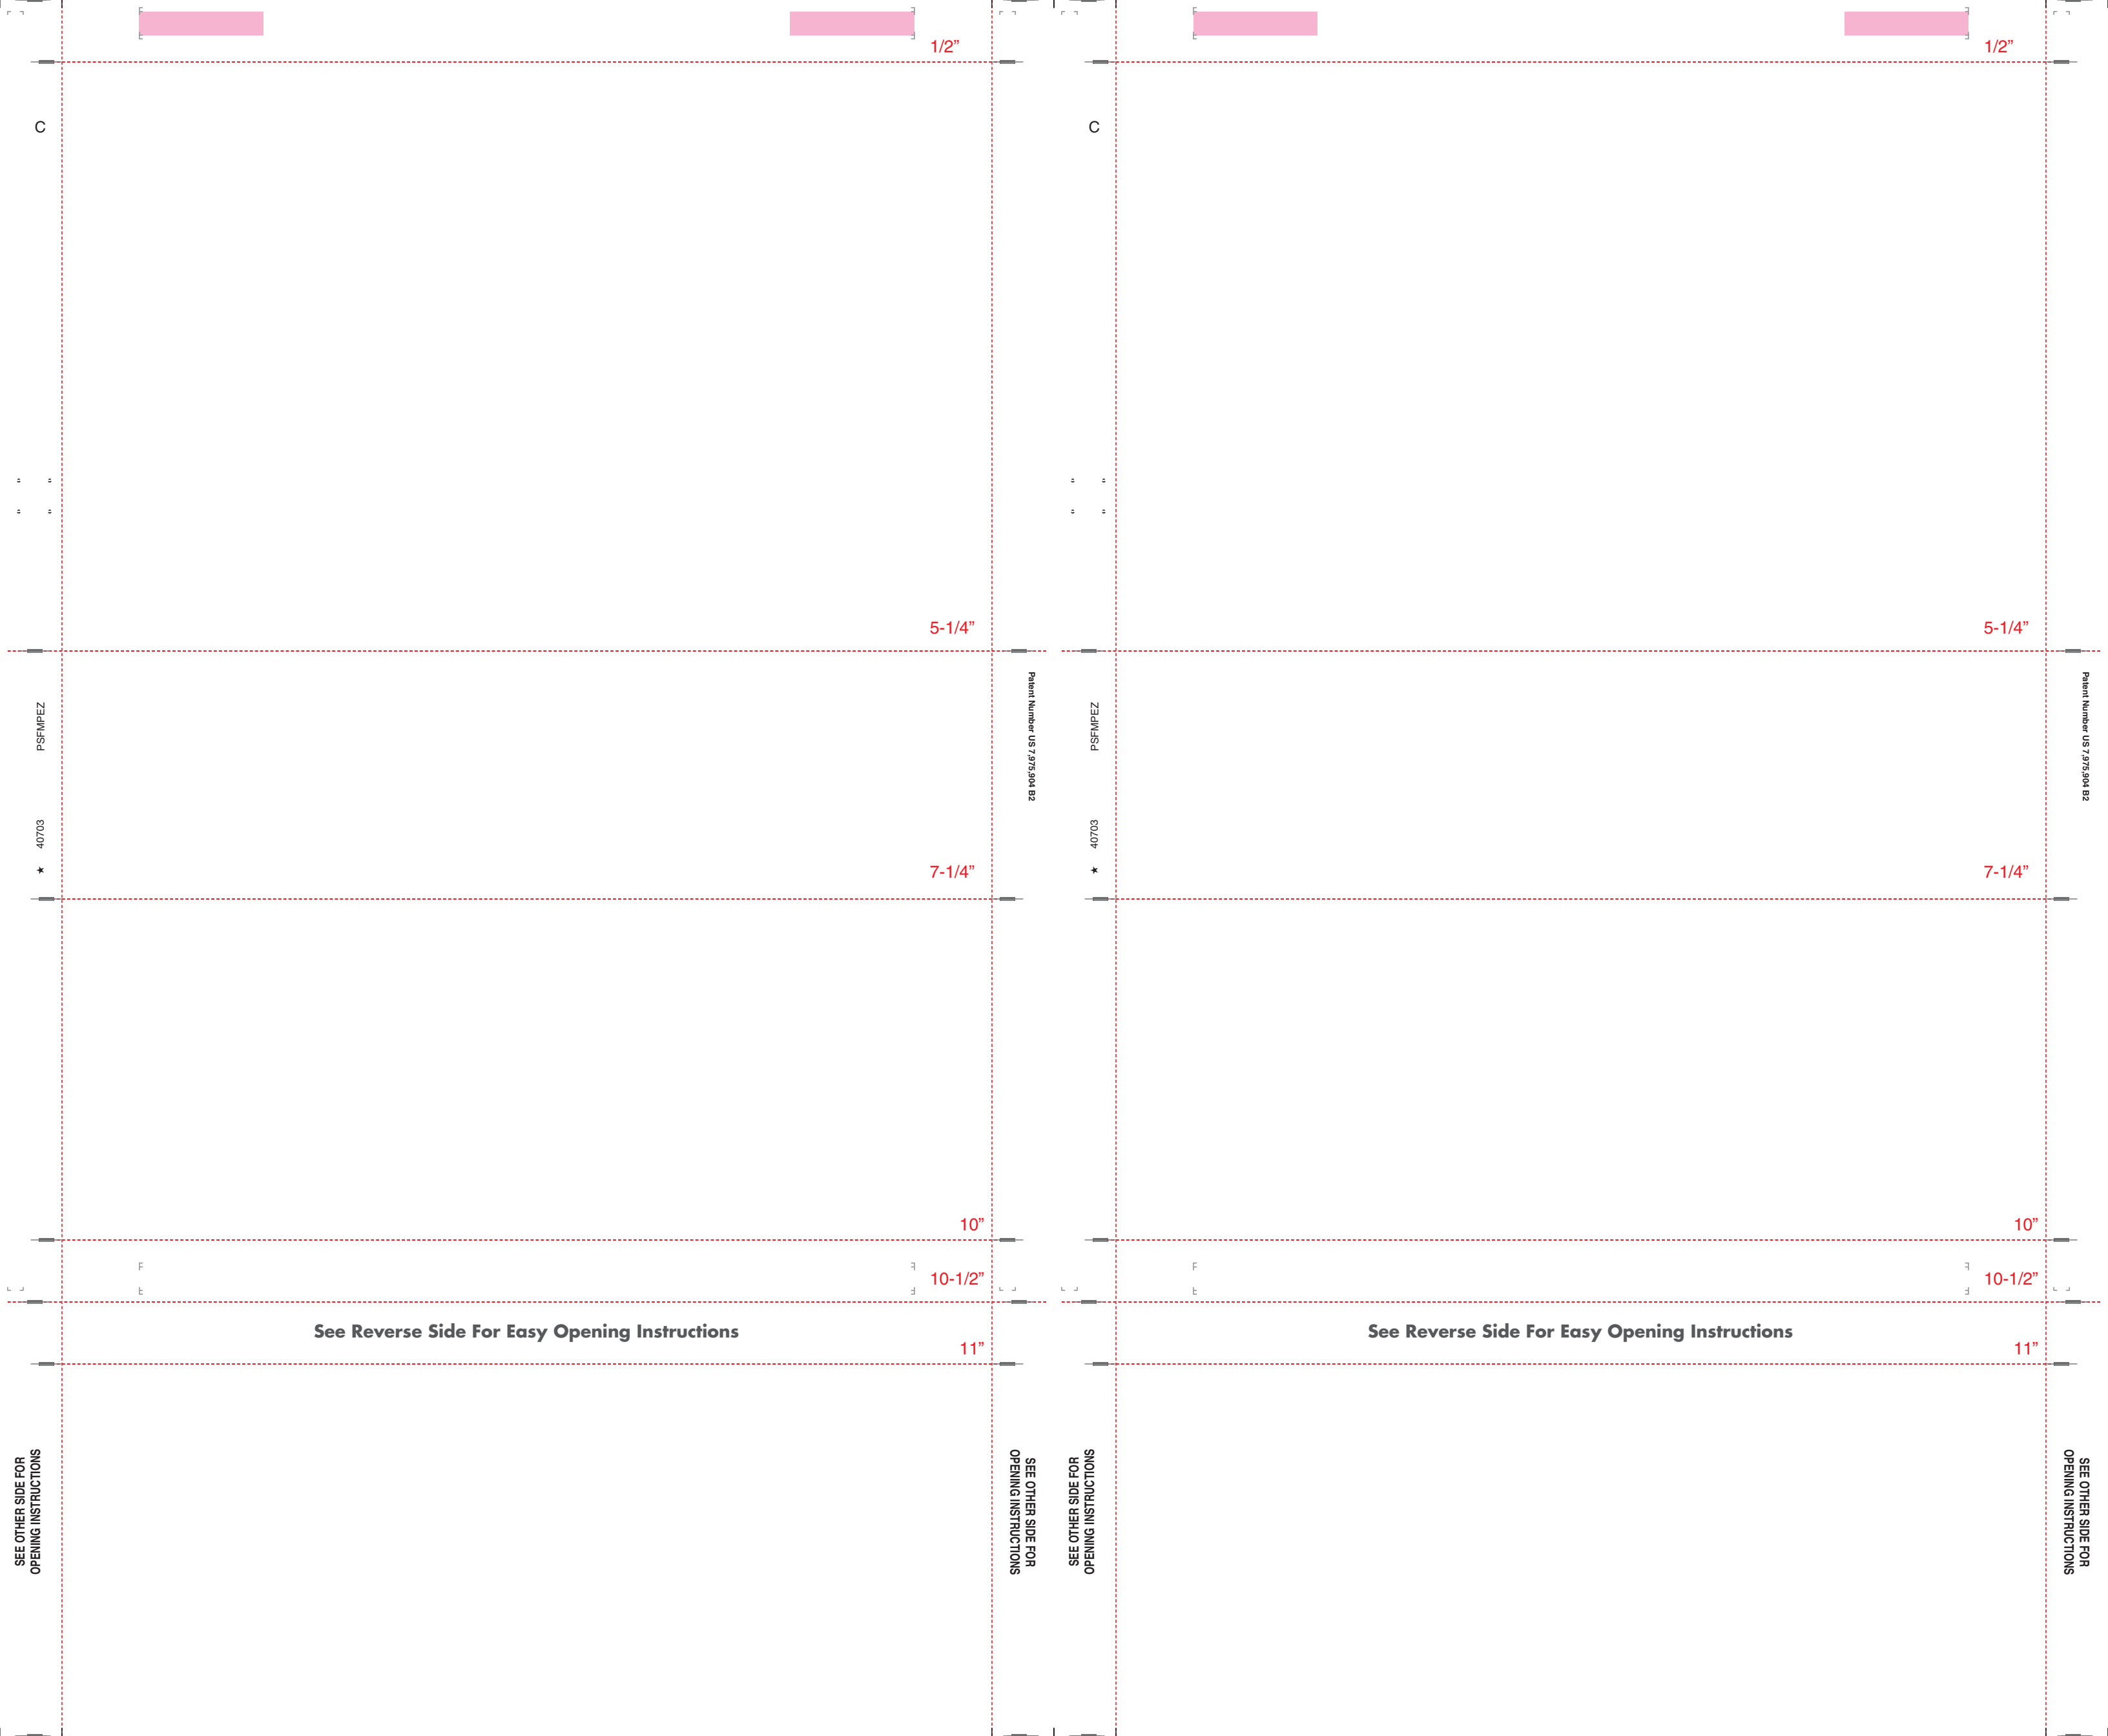 1/2”
C
5-1/4”
PSFMPEZ
Patent Number US 7,975,904 B2
★ 40703
7-1/4”
10”
10-1/2”
See Reverse Side For Easy Opening Instructions
11”
SEE OTHER SIDE FOR
OPENING INSTRUCTIONS
SEE OTHER SIDE FOR
OPENING INSTRUCTIONS
1/2”
C
5-1/4”
PSFMPEZ
Patent Number US 7,975,904 B2
★ 40703
7-1/4”
10”
10-1/2”
See Reverse Side For Easy Opening Instructions
11”
SEE OTHER SIDE FOR
OPENING INSTRUCTIONS
SEE OTHER SIDE FOR
OPENING INSTRUCTIONS